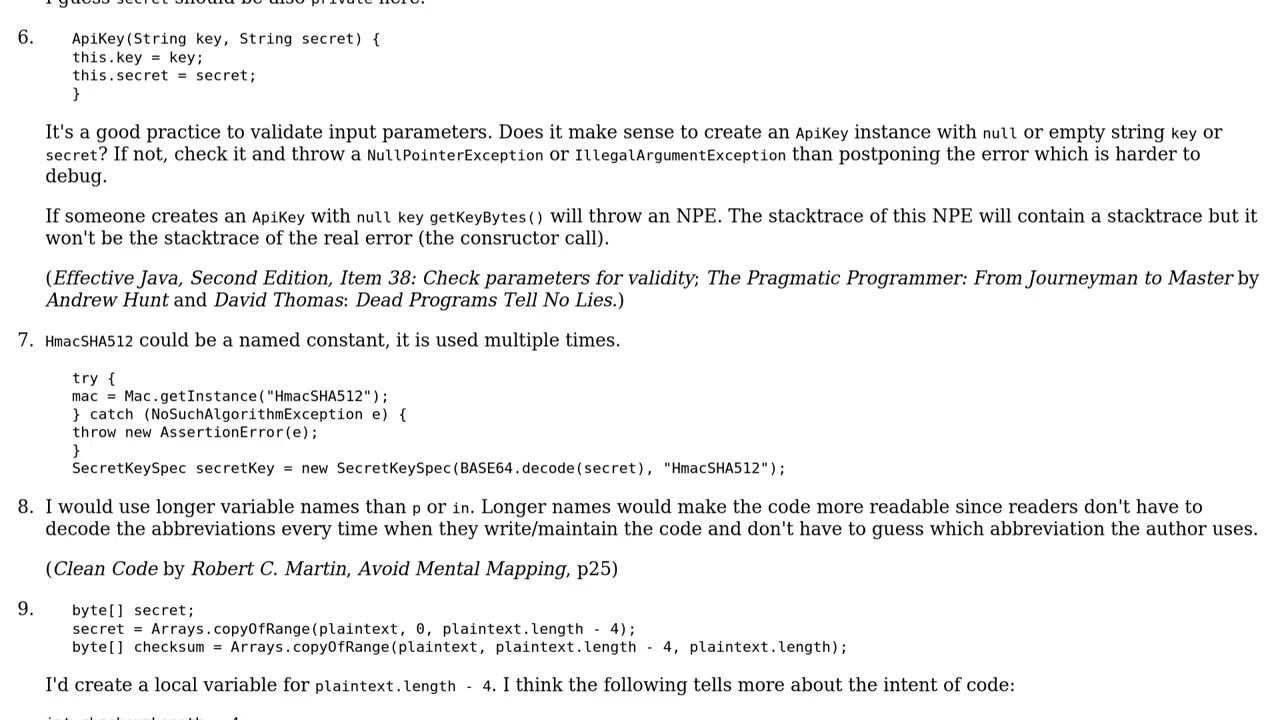 I guess secret should be also private here.
6. ApiKey(String key, String secret) {
this.key = key;
this.secret = secret;
}
It's a good practice to validate input parameters. Does it make sense to create an ApiKey instance with null or empty string key or
secret? If not, check it and throw a NullPointerException or IllegalArgumentException than postponing the error which is harder to
debug.
If someone creates an ApiKey with null key getKeyBytes() will throw an NPE. The stacktrace of this NPE will contain a stacktrace but it
won't be the stacktrace of the real error (the consructor call).
(Effective Java, Second Edition, Item 38: Check parameters for validity; The Pragmatic Programmer: From Journeyman to Master by
Andrew Hunt and David Thomas: Dead Programs Tell No Lies.)
7. HmacSHA512 could be a named constant, it is used multiple times.
try {
mac = Mac.getInstance("HmacSHA512");
} catch (NoSuchAlgorithmException e) {
throw new AssertionError(e);
}
SecretKeySpec secretKey = new SecretKeySpec(BASE64.decode(secret), "HmacSHA512");
8. I would use longer variable names than p or in. Longer names would make the code more readable since readers don't have to
decode the abbreviations every time when they write/maintain the code and don't have to guess which abbreviation the author uses.
(Clean Code by Robert C. Martin, Avoid Mental Mapping, p25)
9. byte[] secret;
secret = Arrays.copyOfRange(plaintext, 0, plaintext.length - 4);
byte[] checksum = Arrays.copyOfRange(plaintext, plaintext.length - 4, plaintext.length);
I'd create a local variable for plaintext.length - 4. I think the following tells more about the intent of code: